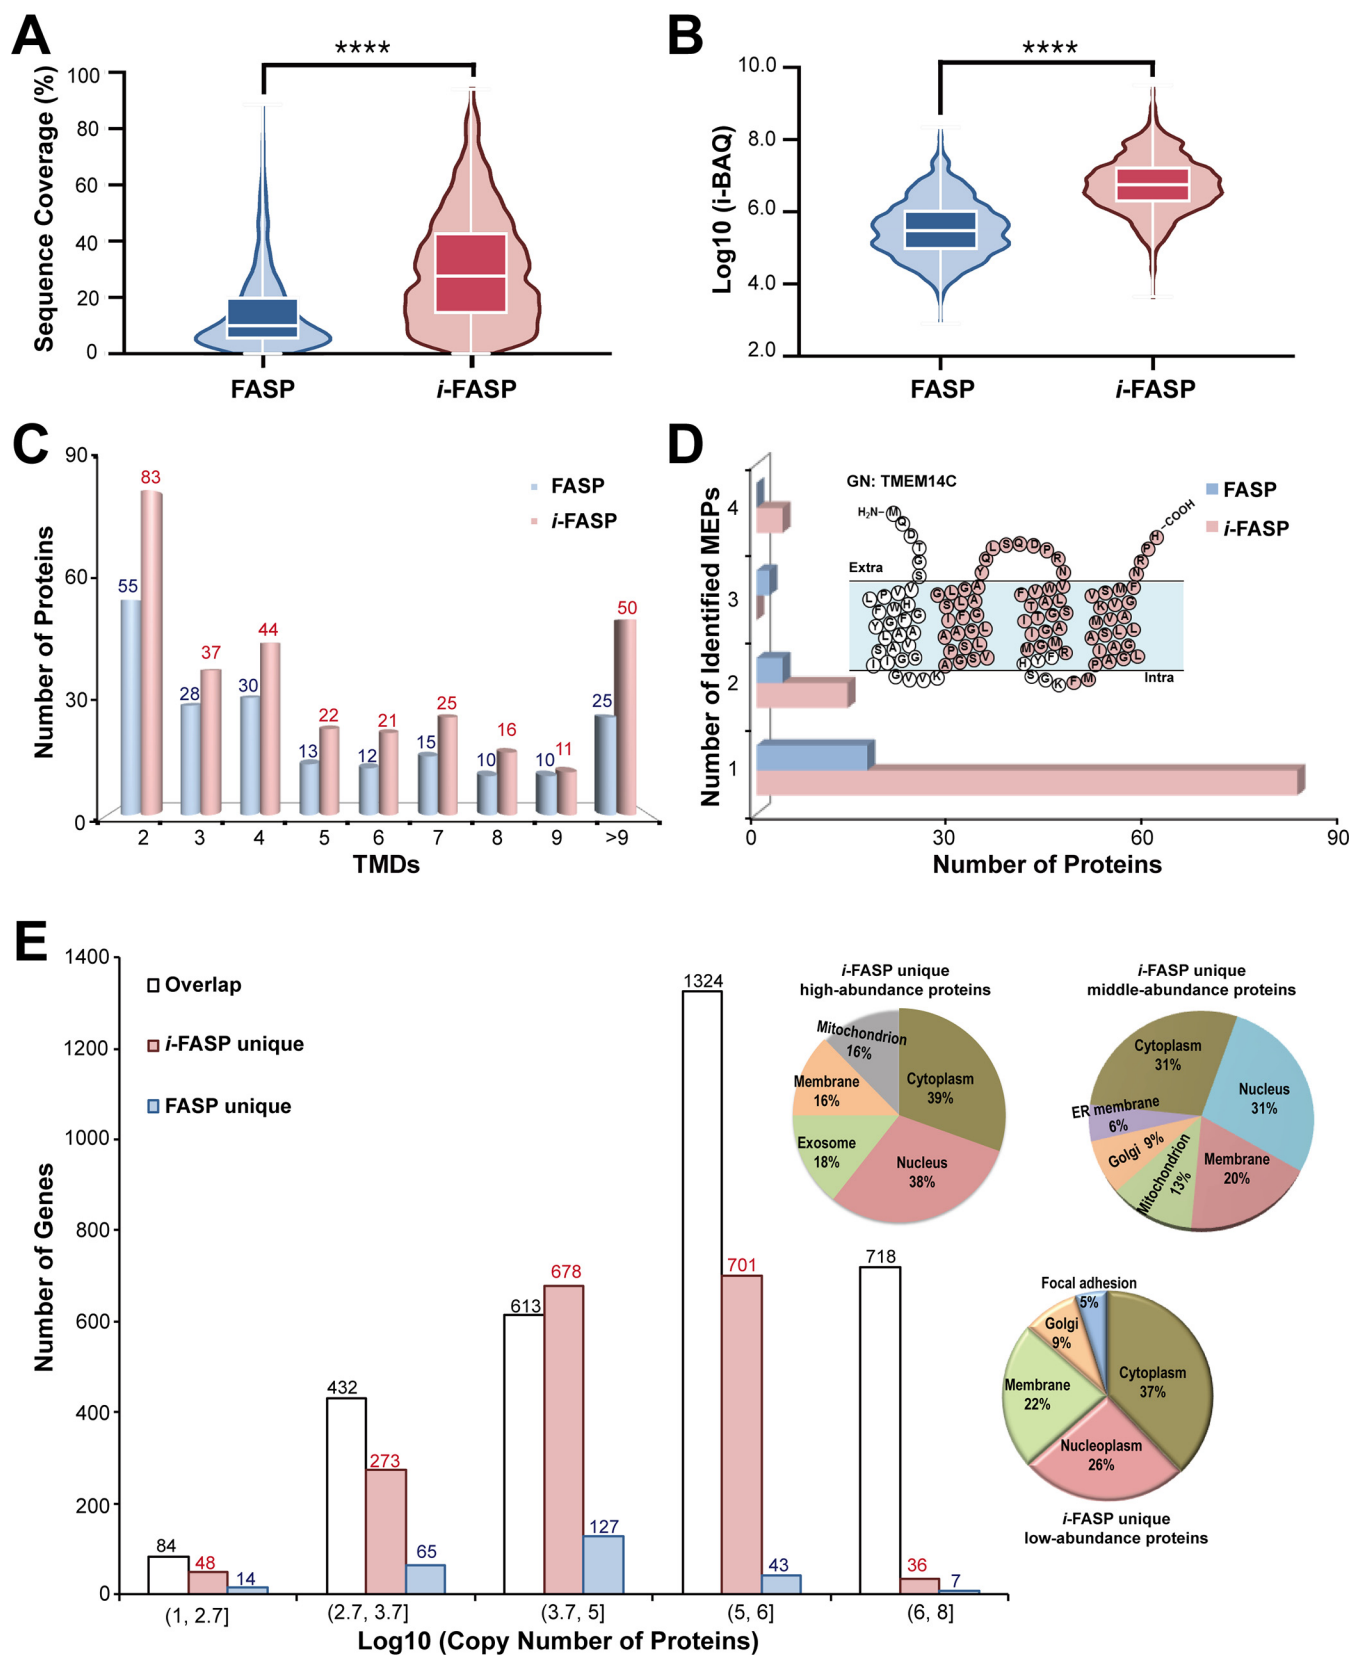 A
****
Sequence Coverage (%)
100
80
60
40
20
0
FASP
i-FASP
B
****
Log10 (i-BAQ)
10.0
8.0
6.0
4.0
2.0
FASP
i-FASP
C
Number of Proteins
90
60
30
0
FASP
i-FASP
55 83
28 37
30 44
13 22
12 21
15 25
10 16
10 11
25 50
2 3 4 5 6 7 8 9 >9
TMDs
D
Number of Identified MEPs
4
3
2
1
GN: TMEM14C
FASP
i-FASP
H₂N–
–COOH
Extra
Intra
0 30 60 90
Number of Proteins
E
Number of Genes
1400
1200
1000
800
600
400
200
0
Overlap
i-FASP unique
FASP unique
84 48 14
432 273 65
613 678 127
1324 701 43
718 36 7
(1, 2.7] (2.7, 3.7] (3.7, 5] (5, 6] (6, 8]
Log10 (Copy Number of Proteins)
i-FASP unique
high-abundance proteins
Mitochondrion
16%
Cytoplasm
39%
Membrane
16%
Exosome
18%
Nucleus
38%
i-FASP unique
middle-abundance proteins
Cytoplasm
31%
Nucleus
31%
ER membrane
6%
Golgi 9%
Mitochondrion
13%
Membrane
20%
Focal adhesion
5%
Golgi
9%
Cytoplasm
37%
Membrane
22%
Nucleoplasm
26%
i-FASP unique
low-abundance proteins